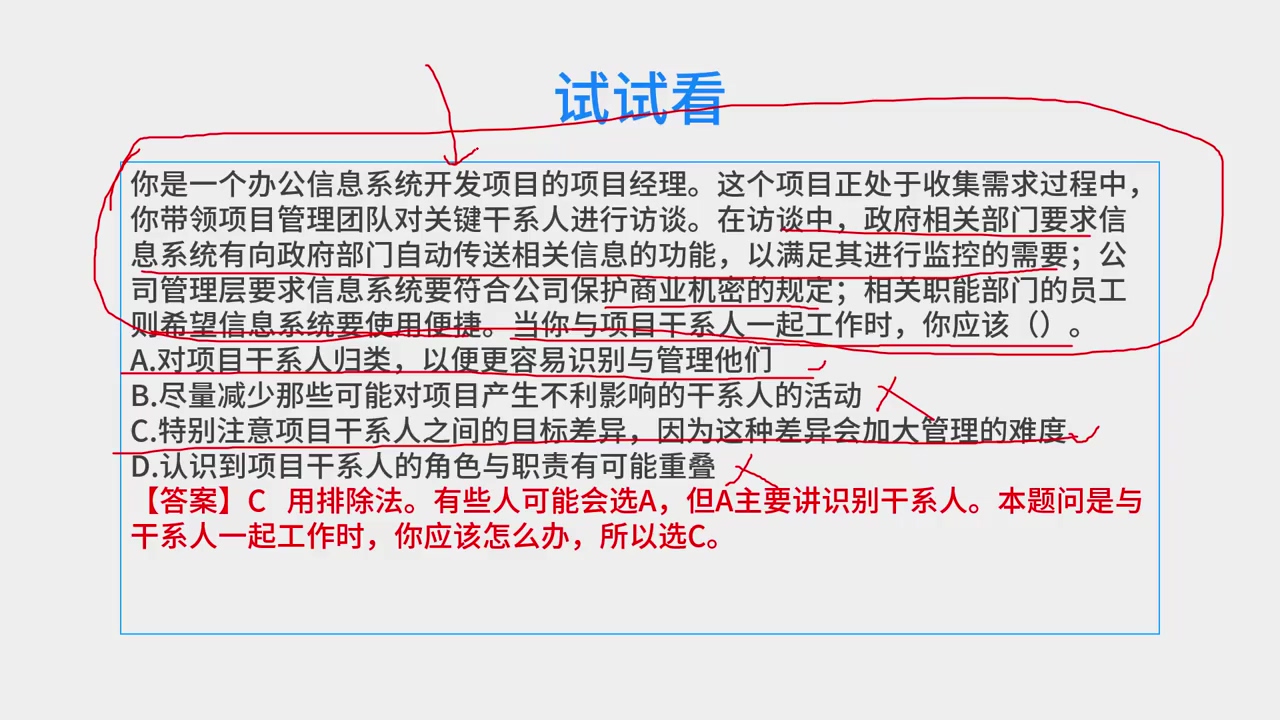 试试看
你是一个办公信息系统开发项目的项目经理。这个项目正处于收集需求过程中，
你带领项目管理团队对关键干系人进行访谈。在访谈中，政府相关部门要求信
息系统有向政府部门自动传送相关信息的功能，以满足其进行监控的需要；公
司管理层要求信息系统要符合公司保护商业机密的规定；相关职能部门的员工
则希望信息系统要使用便捷。当你与项目干系人一起工作时，你应该（）。
A.对项目干系人归类，以便更容易识别与管理他们
B.尽量减少那些可能对项目产生不利影响的干系人的活动
C.特别注意项目干系人之间的目标差异，因为这种差异会加大管理的难度
D.认识到项目干系人的角色与职责有可能重叠
【答案】C 用排除法。有些人可能会选A，但A主要讲识别干系人。本题问是与
干系人一起工作时，你应该怎么办，所以选C。